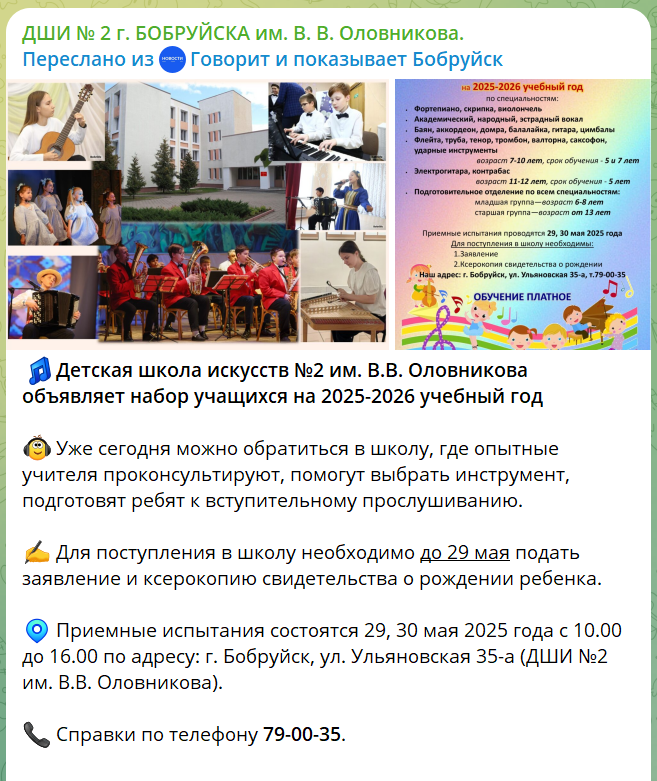 ДШИ № 2 г. БОБРУЙСКА им. В. В. Оловникова.
Переслано из НОВОСТИ Говорит и показывает Бобруйск
на 2025-2026 учебный год
по специальностям:
• Фортепиано, скрипка, виолончель
• Академический, народный, эстрадный вокал
• Баян, аккордеон, домра, балалайка, гитара, цимбалы
• Флейта, труба, тенор, тромбон, валторна, саксофон,
ударные инструменты
возраст 7-10 лет, срок обучения - 5 и 7 лет
• Электрогитара, контрабас
возраст 11-12 лет, срок обучения - 5 лет
• Подготовительное отделение по всем специальностям:
младшая группа—возраст 6-8 лет
старшая группа—возраст от 13 лет
Приемные испытания проводятся 29, 30 мая 2025 года
Для поступления в школу необходимы:
1.Заявление
2.Ксерокопия свидетельства о рождении
Наш адрес: г. Бобруйск, ул. Ульяновская 35-а, т.79-00-35
ОБУЧЕНИЕ ПЛАТНОЕ
🎵 Детская школа искусств №2 им. В.В. Оловникова
объявляет набор учащихся на 2025-2026 учебный год
Уже сегодня можно обратиться в школу, где опытные
учителя проконсультируют, помогут выбрать инструмент,
подготовят ребят к вступительному прослушиванию.
✍ Для поступления в школу необходимо до 29 мая подать
заявление и ксерокопию свидетельства о рождении ребенка.
Приемные испытания состоятся 29, 30 мая 2025 года с 10.00
до 16.00 по адресу: г. Бобруйск, ул. Ульяновская 35-а (ДШИ №2
им. В.В. Оловникова).
📞 Справки по телефону 79-00-35.